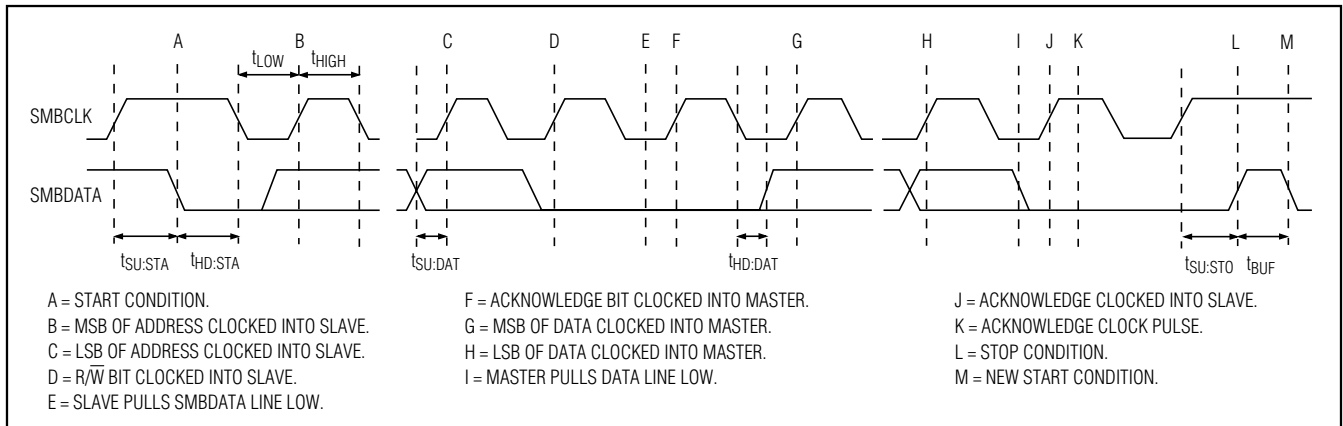 A B C D E F G H I J K L M
tLOW tHIGH
SMBCLK
SMBDATA
tSU:STA tHD:STA tSU:DAT tHD:DAT tSU:STO tBUF
A = START CONDITION.
B = MSB OF ADDRESS CLOCKED INTO SLAVE.
C = LSB OF ADDRESS CLOCKED INTO SLAVE.
D = R/W̅ BIT CLOCKED INTO SLAVE.
E = SLAVE PULLS SMBDATA LINE LOW.
F = ACKNOWLEDGE BIT CLOCKED INTO MASTER.
G = MSB OF DATA CLOCKED INTO MASTER.
H = LSB OF DATA CLOCKED INTO MASTER.
I = MASTER PULLS DATA LINE LOW.
J = ACKNOWLEDGE CLOCKED INTO SLAVE.
K = ACKNOWLEDGE CLOCK PULSE.
L = STOP CONDITION.
M = NEW START CONDITION.